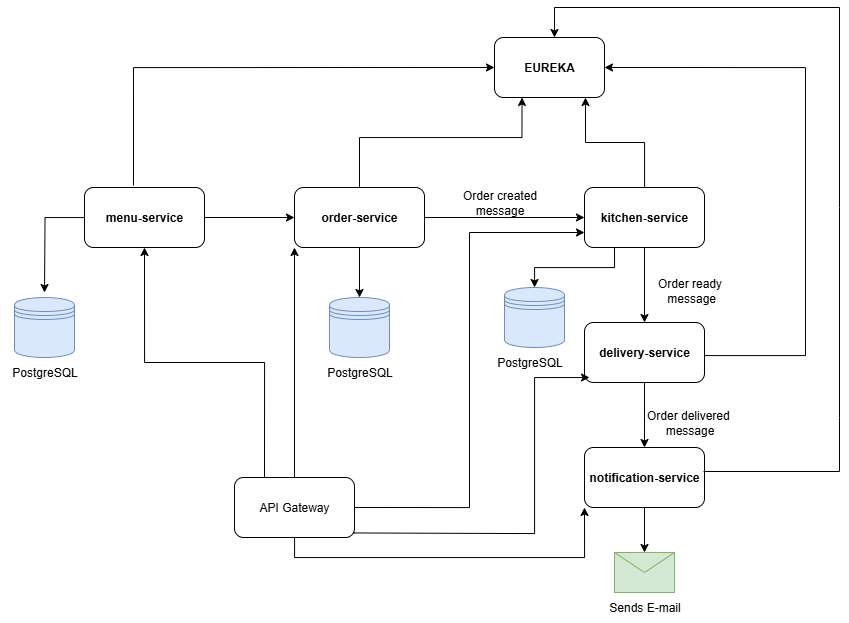 EUREKA
menu-service
order-service
Order created
message
kitchen-service
Order ready
message
PostgreSQL
PostgreSQL
PostgreSQL
delivery-service
Order delivered
message
notification-service
API Gateway
Sends E-mail